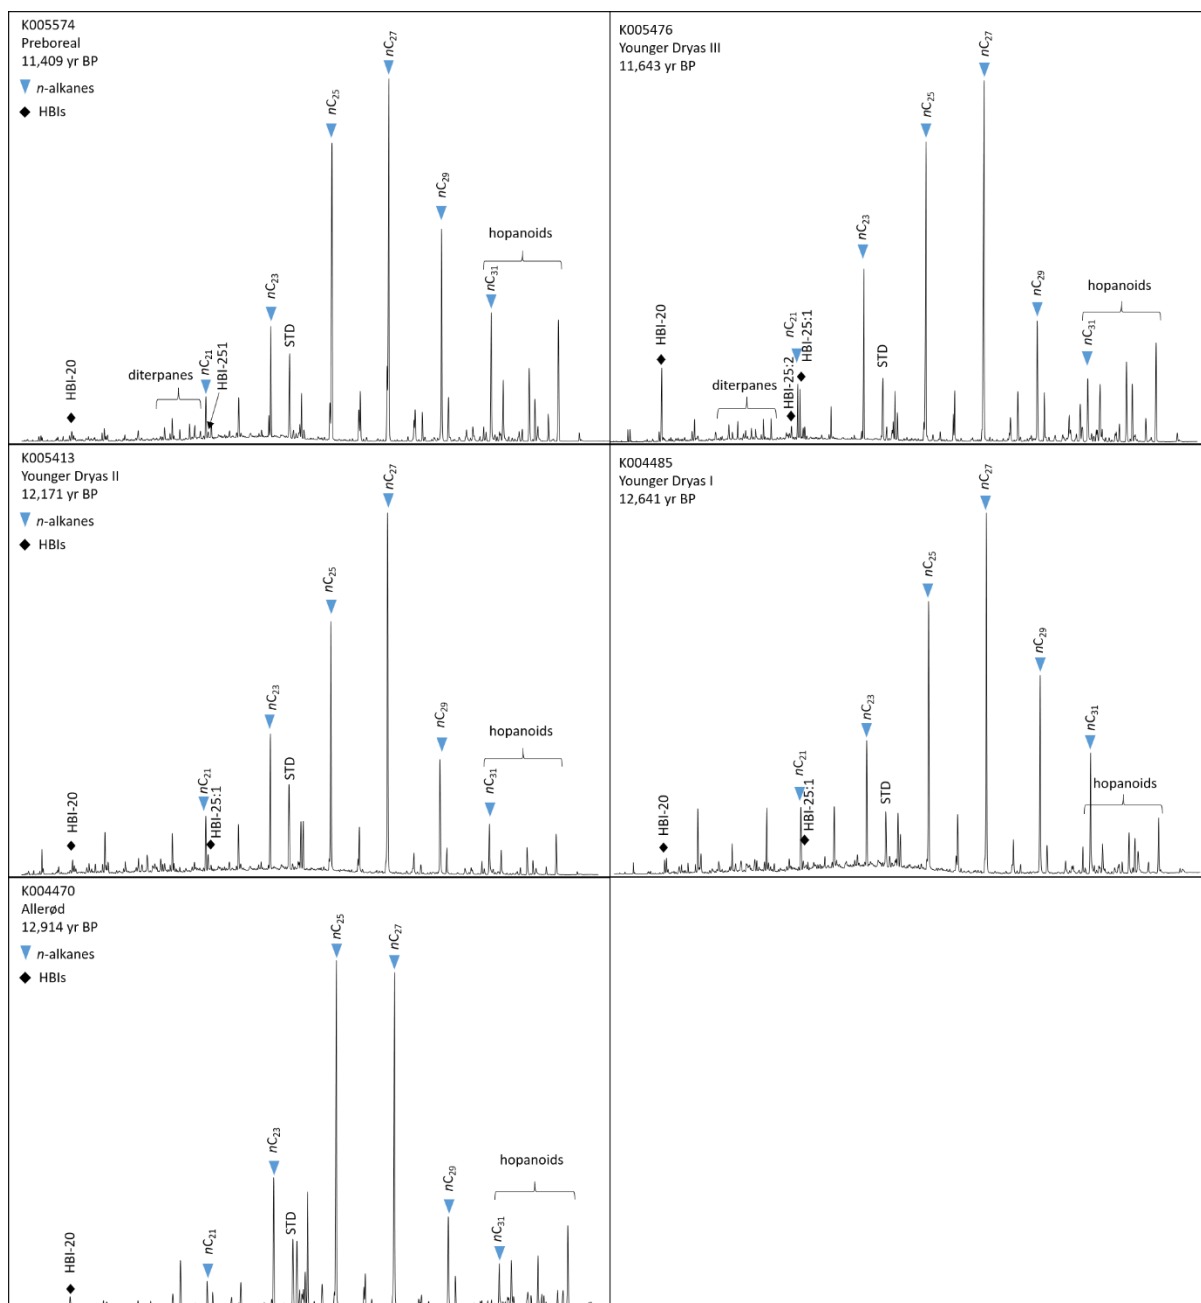 K005574
Preboreal
11,409 yr BP
n-alkanes
HBIs
HBI-20
diterpanes
nC21
HBI-251
nC23
STD
nC25
nC27
nC29
nC31
hopanoids
K005476
Younger Dryas III
11,643 yr BP
HBI-20
diterpanes
HBI-25:2
nC21
HBI-25:1
nC23
STD
nC25
nC27
nC29
nC31
hopanoids
K005413
Younger Dryas II
12,171 yr BP
n-alkanes
HBIs
HBI-20
nC21
HBI-25:1
nC23
STD
nC25
nC27
nC29
nC31
hopanoids
K004485
Younger Dryas I
12,641 yr BP
HBI-20
nC21
HBI-25:1
nC23
STD
nC25
nC27
nC29
nC31
hopanoids
K004470
Allerød
12,914 yr BP
n-alkanes
HBIs
HBI-20
nC21
nC23
STD
nC25
nC27
nC29
nC31
hopanoids